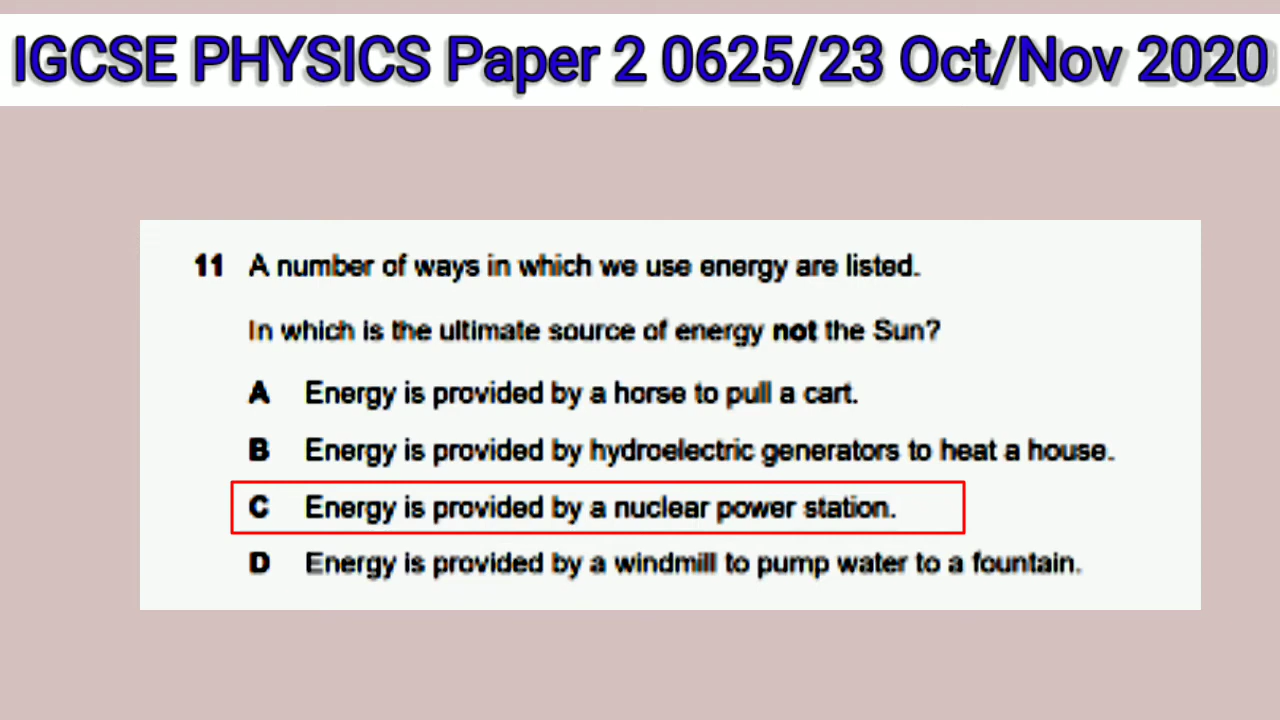 IGCSE PHYSICS Paper 2 0625/23 Oct/Nov 2020
11 A number of ways in which we use energy are listed.
In which is the ultimate source of energy not the Sun?
A Energy is provided by a horse to pull a cart.
B Energy is provided by hydroelectric generators to heat a house.
C Energy is provided by a nuclear power station.
D Energy is provided by a windmill to pump water to a fountain.